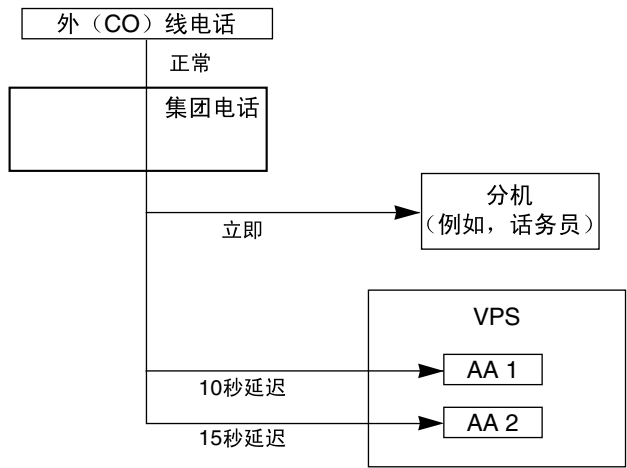 外（CO）线电话
正常
集团电话
分机
（例如，话务员）
立即
VPS
AA 1
10秒延迟
AA 2
15秒延迟